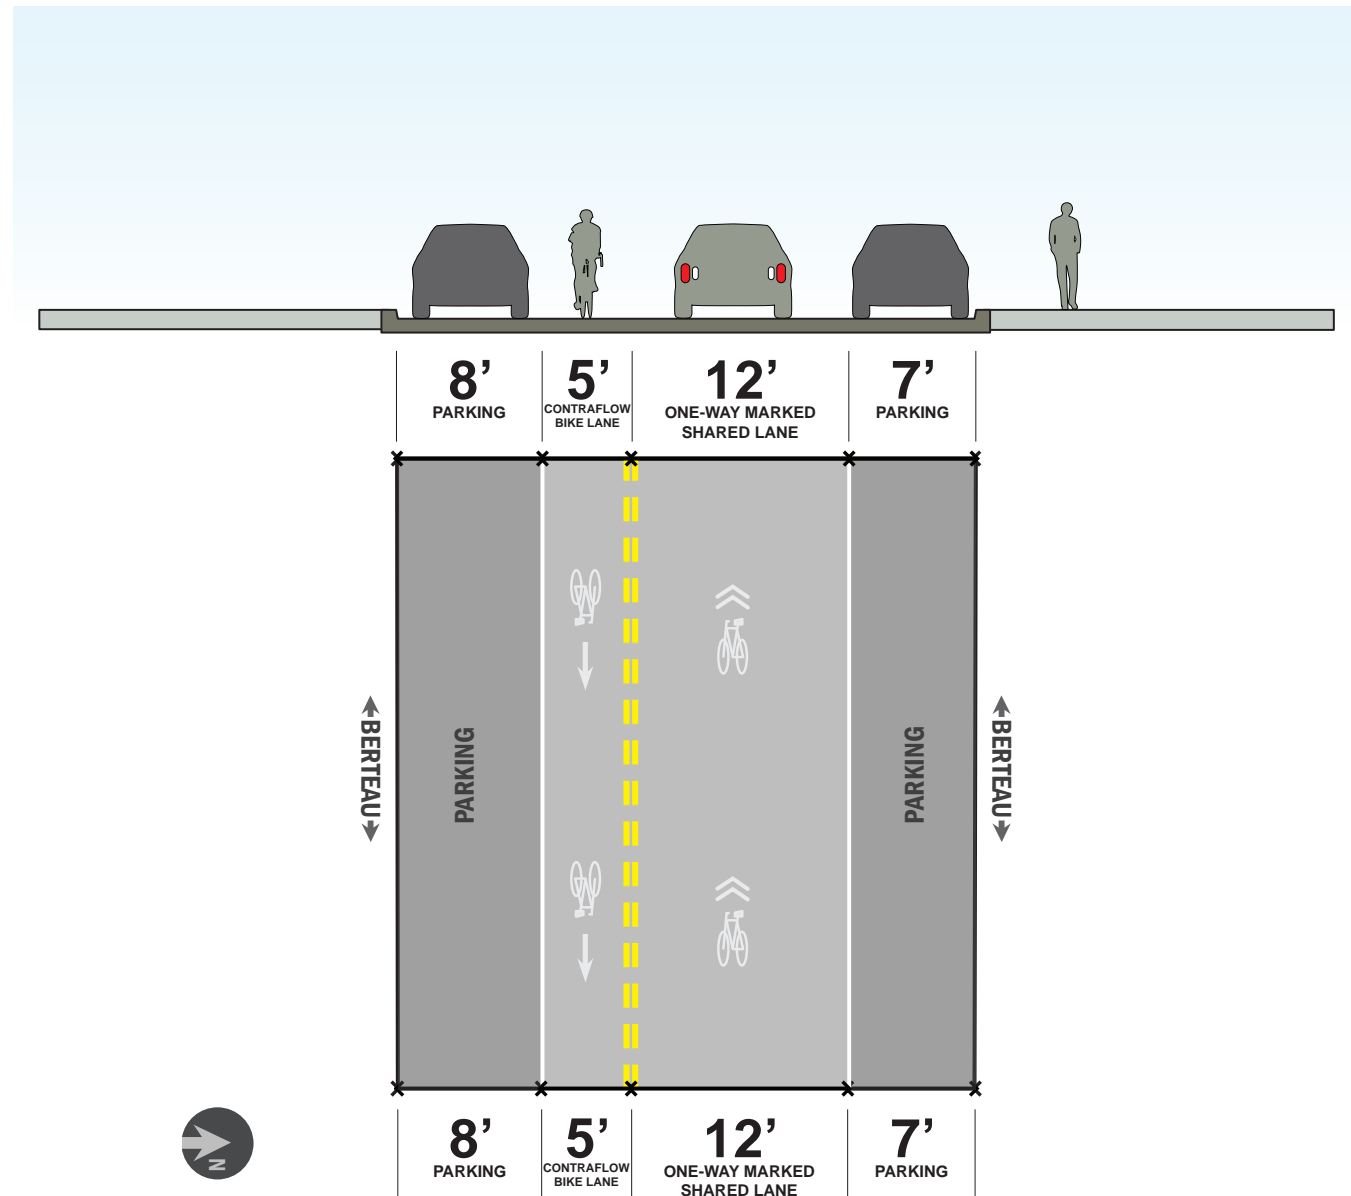 8’
5’
12’
7’
PARKING
CONTRAFLOW
BIKE LANE
ONE-WAY MARKED
SHARED LANE
PARKING
BERTEAU
PARKING
PARKING
BERTEAU
N
8’
5’
12’
7’
PARKING
CONTRAFLOW
BIKE LANE
ONE-WAY MARKED
SHARED LANE
PARKING